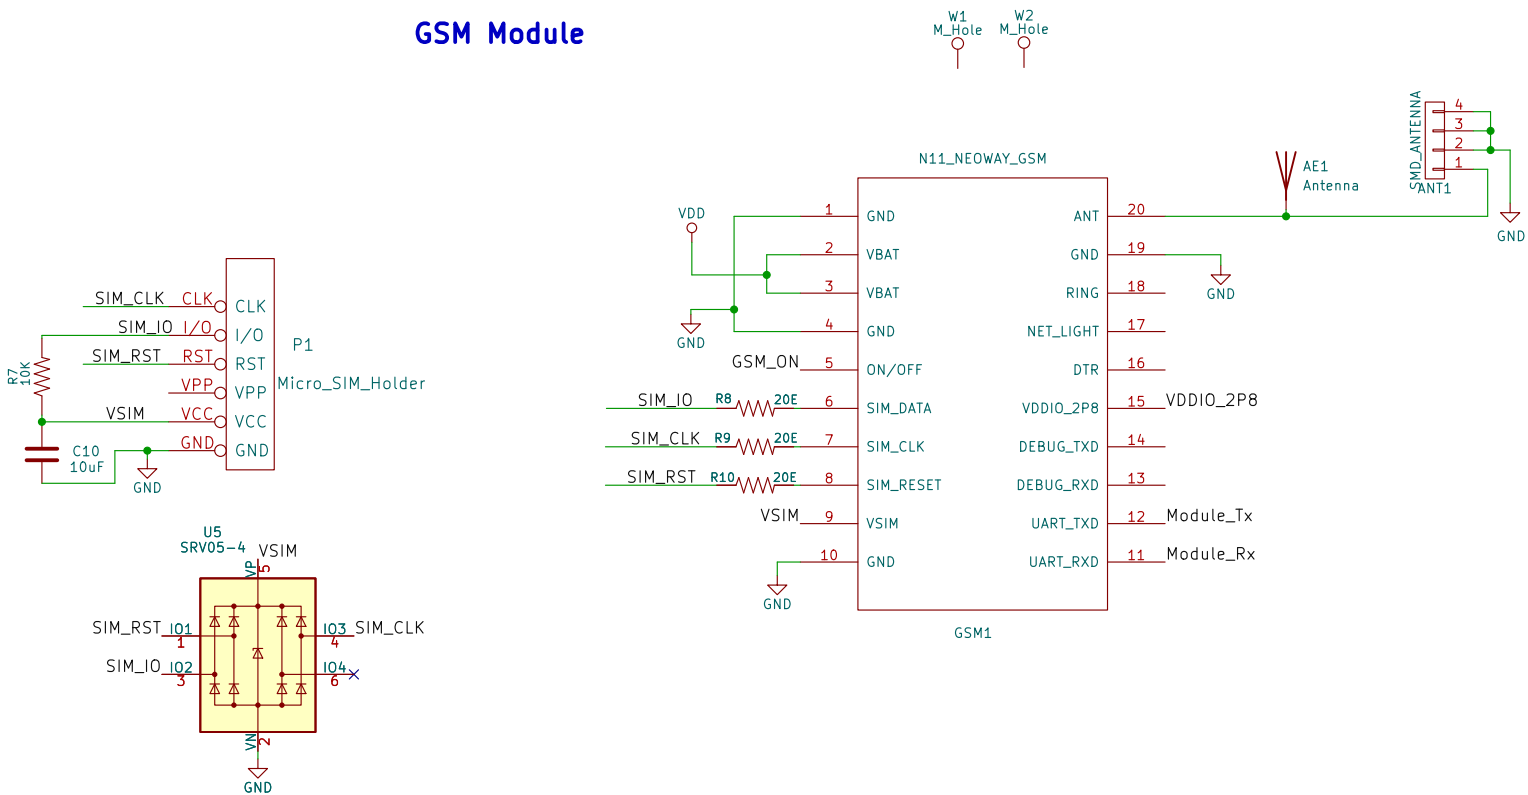 GSM Module
W1
M_Hole
W2
M_Hole
SMD_ANTENNA
4
3
2
1
ANT1
GND
AE1
Antenna
N11_NEOWAY_GSM
VDD
GND
1 GND
2 VBAT
3 VBAT
4 GND
GSM_ON 5 ON/OFF
SIM_IO R8 20E 6 SIM_DATA
SIM_CLK R9 20E 7 SIM_CLK
SIM_RST R10 20E 8 SIM_RESET
VSIM 9 VSIM
10 GND
GND
ANT 20
GND 19
GND
RING 18
NET_LIGHT 17
DTR 16
VDDIO_2P8 15 VDDIO_2P8
DEBUG_TXD 14
DEBUG_RXD 13
UART_TXD 12 Module_Tx
UART_RXD 11 Module_Rx
GSM1
SIM_CLK CLK CLK
SIM_IO I/O I/O
SIM_RST RST RST
VPP VPP
VSIM VCC VCC
GND GND
P1
Micro_SIM_Holder
R7
10K
C10
10uF
GND
U5
SRV05-4
VSIM
VP
5
SIM_RST IO1
1
SIM_IO IO2
3
IO3 SIM_CLK
4
IO4
6
VN
2
GND